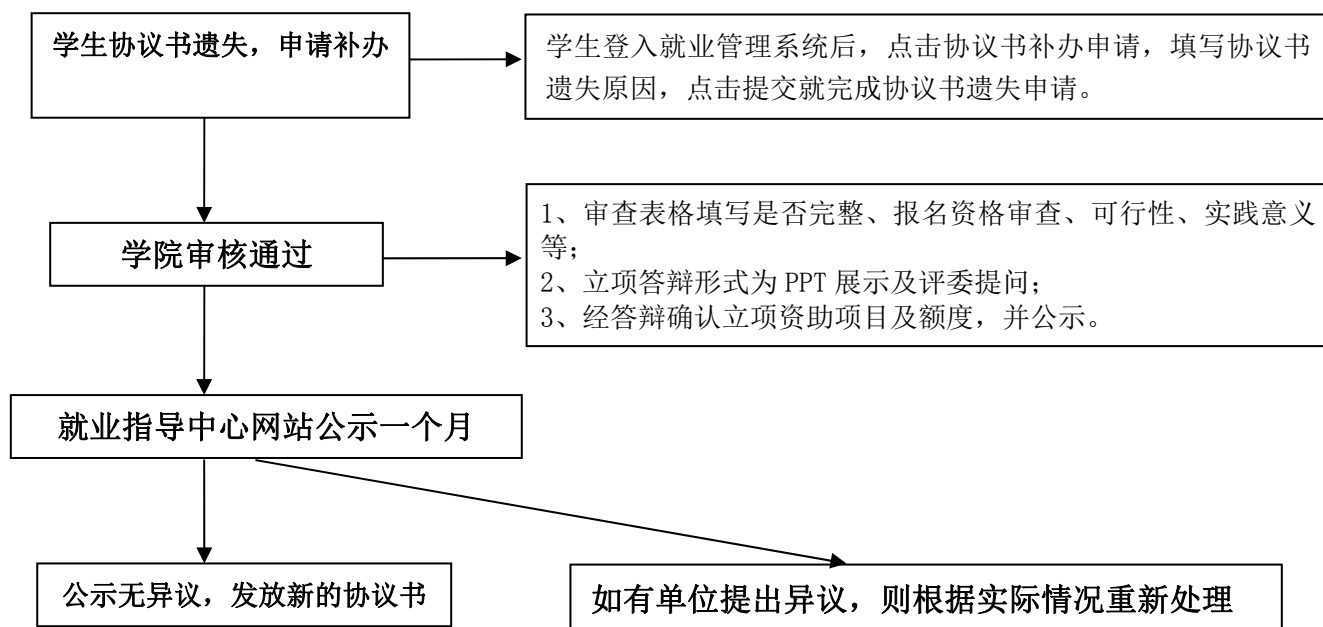 学生协议书遗失，申请补办
学生登入就业管理系统后，点击协议书补办申请，填写协议书
遗失原因，点击提交就完成协议书遗失申请。
学院审核通过
1、审查表格填写是否完整、报名资格审查、可行性、实践意义
等；
2、立项答辩形式为 PPT 展示及评委提问；
3、经答辩确认立项资助项目及额度，并公示。
就业指导中心网站公示一个月
公示无异议，发放新的协议书
如有单位提出异议，则根据实际情况重新处理